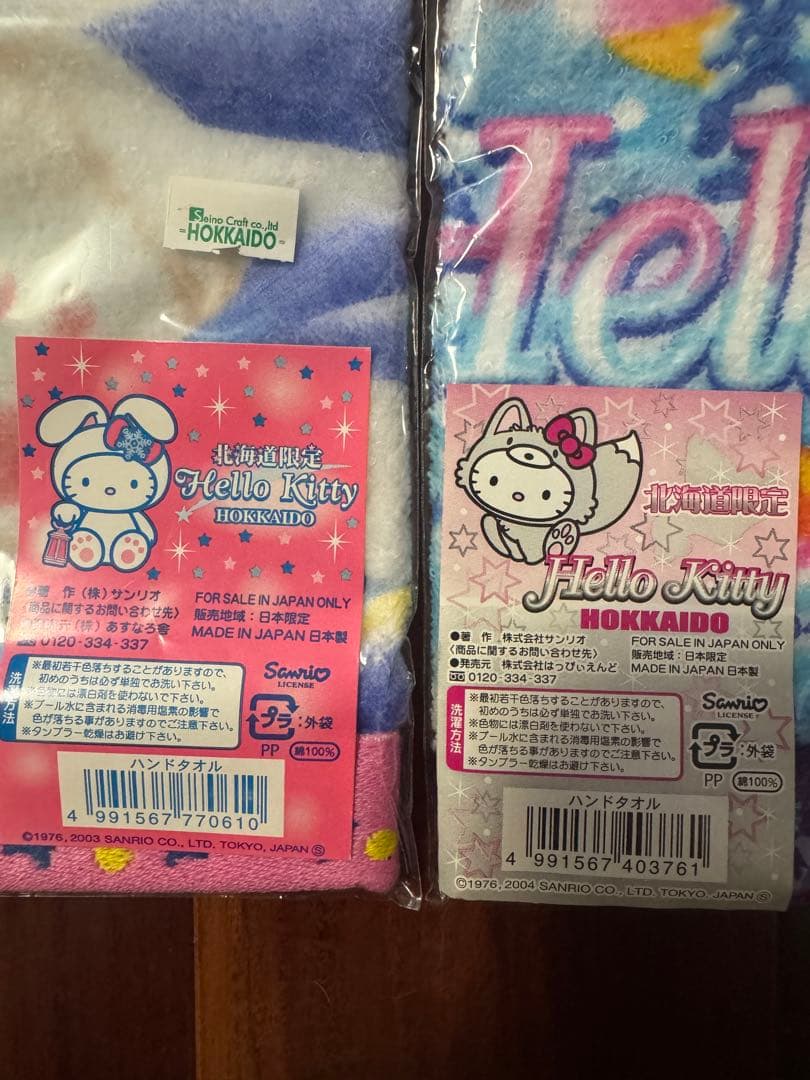 Seino Craft co.,ltd
-HOKKAIDO-
北海道限定
Hello Kitty
HOKKAIDO
著 作 (株) サンリオ
〈商品に関するお問い合わせ先〉
(株) あすなろ舎
0120-334-337
FOR SALE IN JAPAN ONLY
販売地域:日本限定
MADE IN JAPAN 日本製
洗濯方法
※最初若干色落ちすることがありますので、
初めのうちは必ず単独でお洗い下さい。
※色物には漂白剤を使わないで下さい。
※プール水に含まれる消毒用塩素の影響で
色が落ちる事がありますのでご注意下さい。
※タンブラー乾燥はお避け下さい。
Sanrio
LICENSE
プラ:外袋
PP 綿100%
ハンドタオル
4 991567 770610
©1976, 2003 SANRIO CO., LTD. TOKYO, JAPAN Ⓢ
Hel
北海道限定
Hello Kitty
HOKKAIDO
●著 作 株式会社サンリオ
〈商品に関するお問い合わせ先〉
●発売元 株式会社はっぴぃえんど
0120-334-337
FOR SALE IN JAPAN ONLY
販売地域:日本限定
MADE IN JAPAN 日本製
洗濯方法
※最初若干色落ちすることがありますので、
初めのうちは必ず単独でお洗い下さい。
※色物には漂白剤を使わないで下さい。
※プール水に含まれる消毒用塩素の影響で
色が落ちる事がありますのでご注意下さい。
※タンブラー乾燥はお避け下さい。
Sanrio
LICENSE
プラ:外袋
PP 綿100%
ハンドタオル
4 991567 403761
©1976, 2004 SANRIO CO., LTD. TOKYO, JAPAN Ⓢ